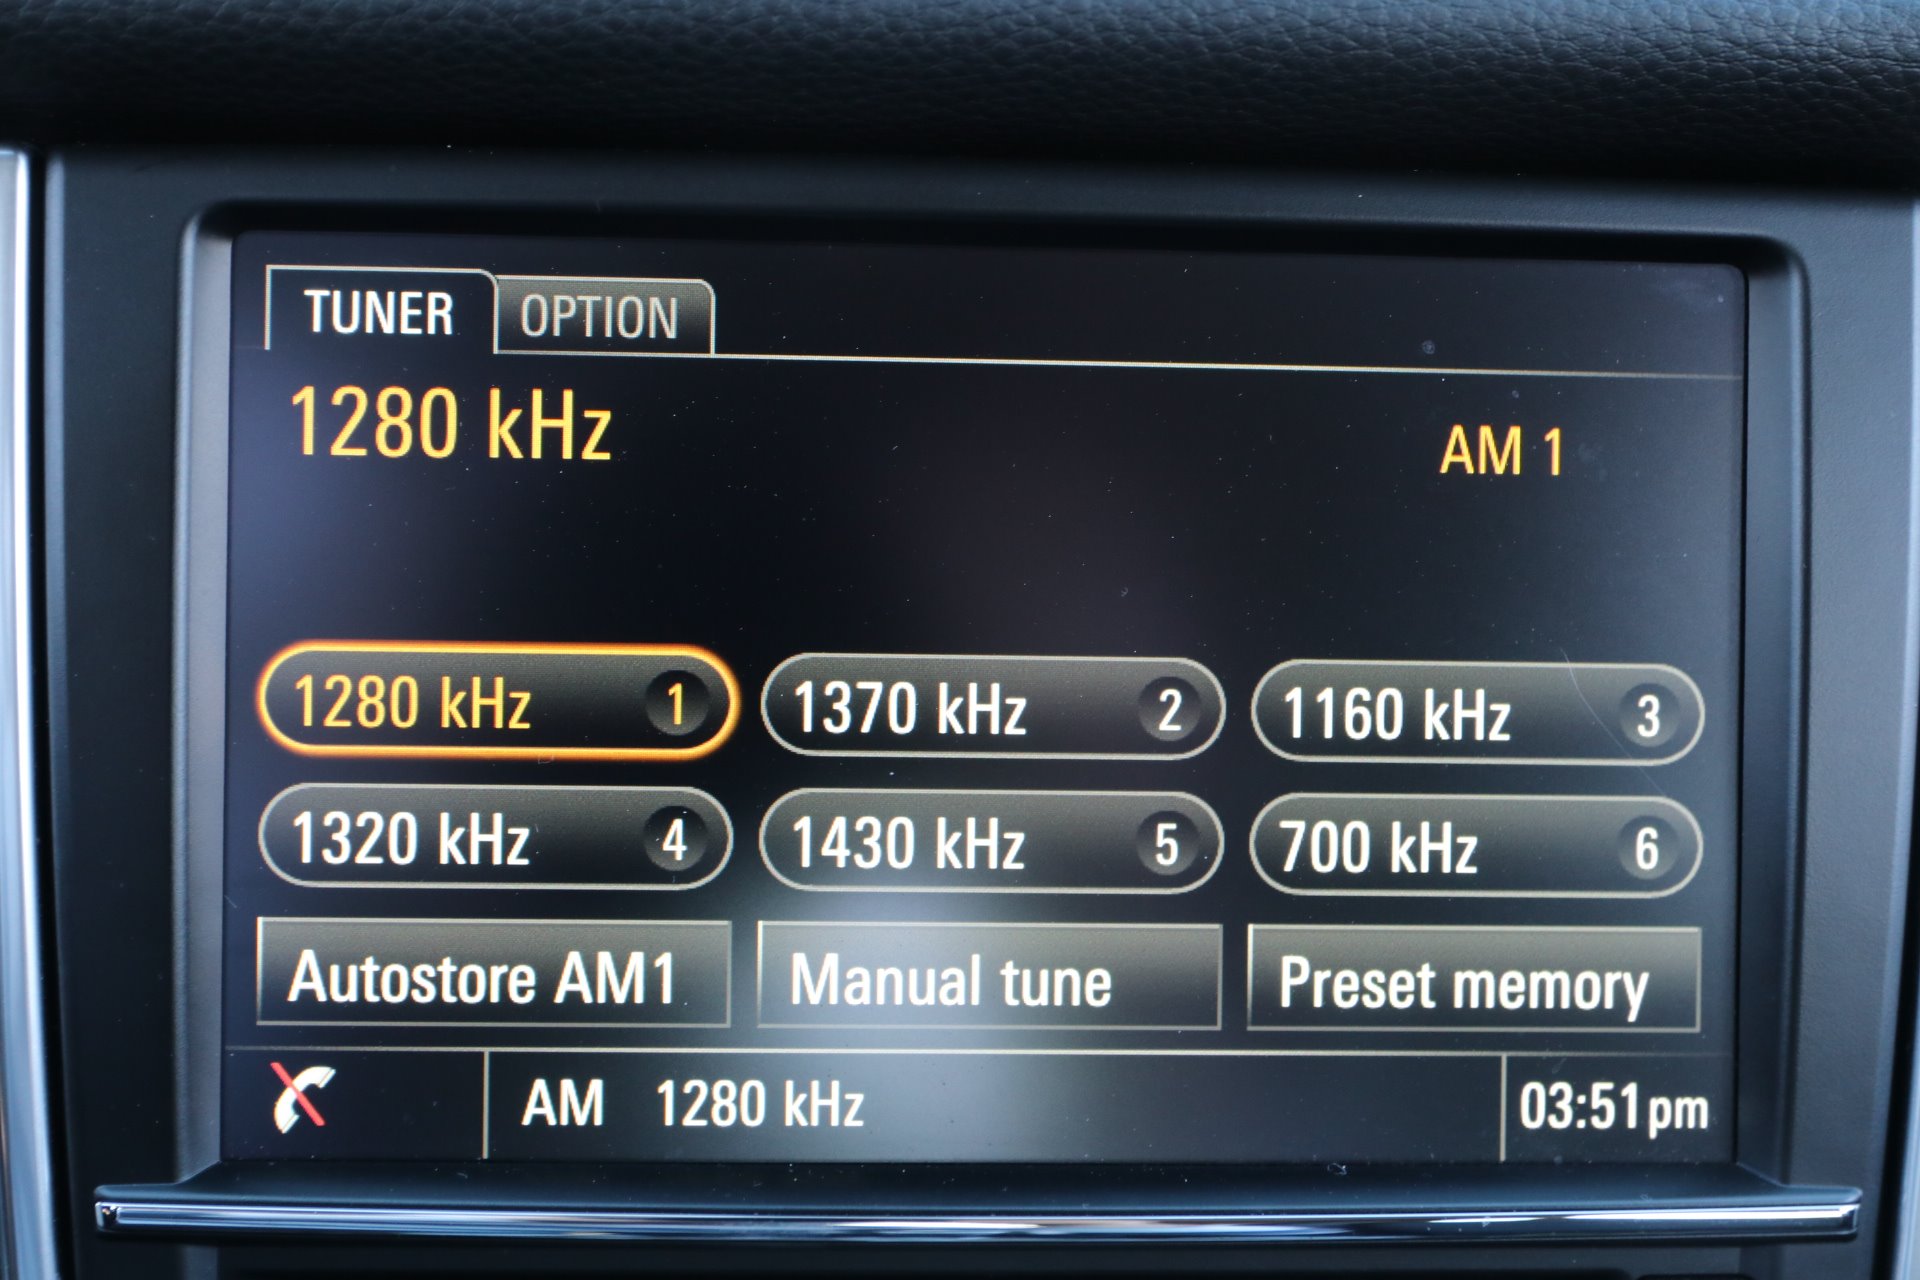 TUNER OPTION
1280 kHz AM 1
1280 kHz 1 1370 kHz 2 1160 kHz 3
1320 kHz 4 1430 kHz 5 700 kHz 6
Autostore AM1 Manual tune Preset memory
AM 1280 kHz 03:51pm